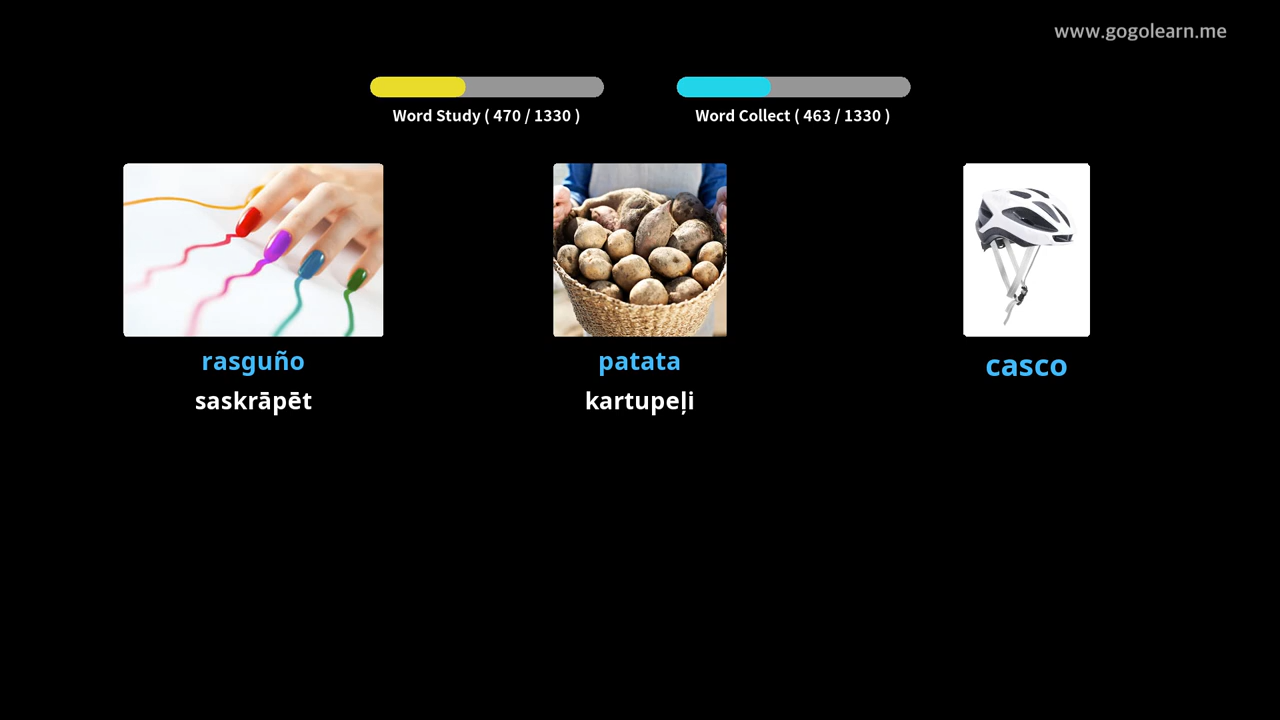 www.gogolearn.me
Word Study ( 470 / 1330 )
Word Collect ( 463 / 1330 )
rasguño
saskrāpēt
patata
kartupeļi
casco